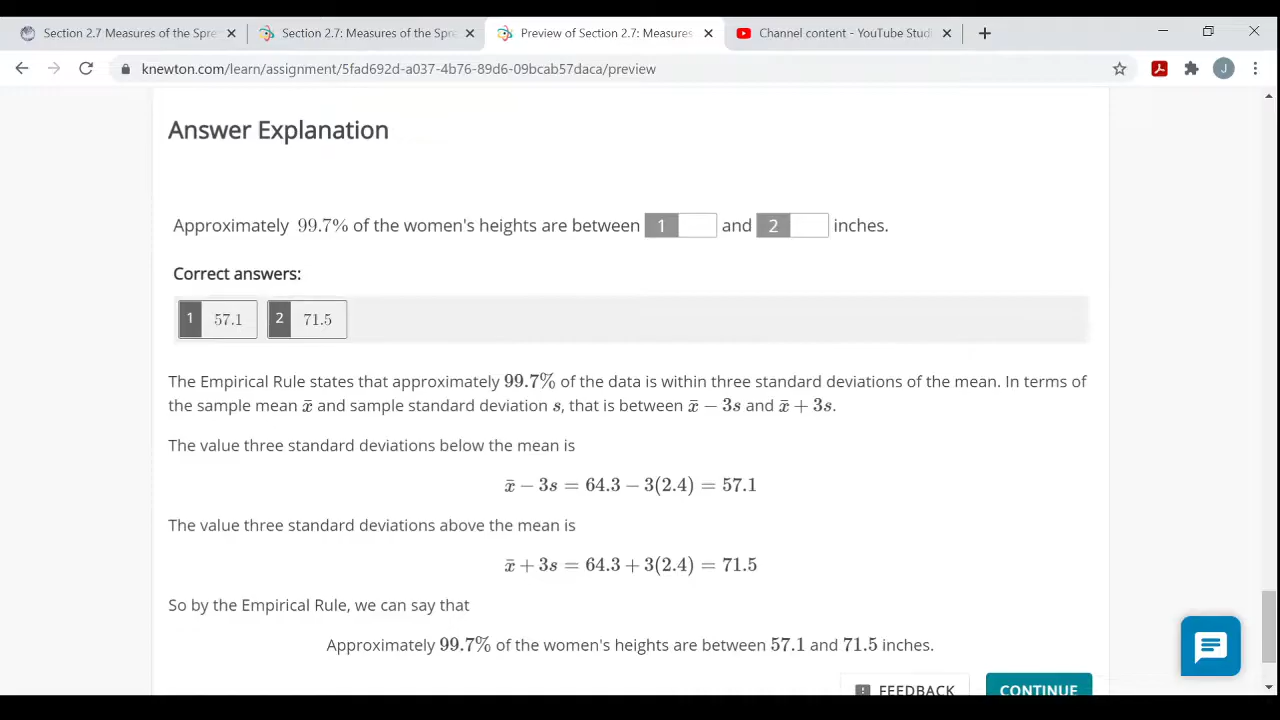 Section 2.7 Measures of the Spre
Section 2.7: Measures of the Spre
Preview of Section 2.7: Measures
Channel content - YouTube Stud
knewton.com/learn/assignment/5fad692d-a037-4b76-89d6-09bcab57daca/preview
J
Answer Explanation
Approximately 99.7% of the women's heights are between 1 and 2 inches.
Correct answers:
1 57.1 2 71.5
The Empirical Rule states that approximately 99.7% of the data is within three standard deviations of the mean. In terms of
the sample mean x̄ and sample standard deviation s, that is between x̄ − 3s and x̄ + 3s.
The value three standard deviations below the mean is
x̄ − 3s = 64.3 − 3(2.4) = 57.1
The value three standard deviations above the mean is
x̄ + 3s = 64.3 + 3(2.4) = 71.5
So by the Empirical Rule, we can say that
Approximately 99.7% of the women's heights are between 57.1 and 71.5 inches.
FEEDBACK
CONTINUE